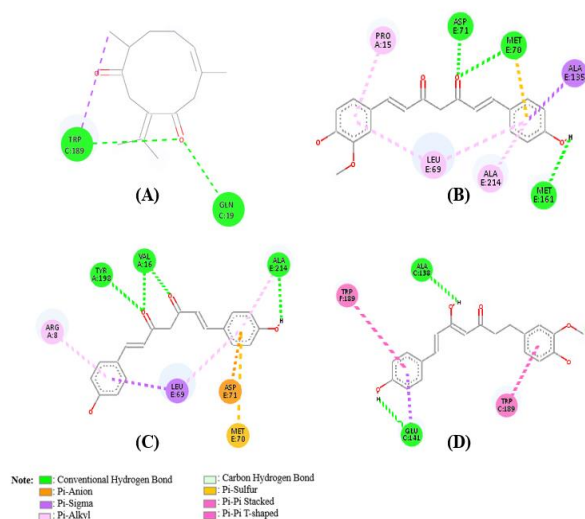 O
TRP
C:189
O
GLN
C:19
(A)
PRO
A:15
ASP
E:71
MET
E:70
ALA
E:135
O
O
O
O
O
H
LEU
E:69
ALA
E:214
MET
E:161
(B)
TYR
A:190
VAL
A:16
ALA
E:214
ARG
A:8
O
O
H
O
H
O
LEU
E:69
ASP
E:71
MET
E:70
(C)
ALA
C:138
TRP
F:189
H
O
O
O
O
O
H
TRP
C:189
GLU
C:141
(D)
Note:
: Conventional Hydrogen Bond
: Pi-Anion
: Pi-Sigma
: Pi-Alkyl
: Carbon Hydrogen Bond
: Pi-Sulfur
: Pi-Pi Stacked
: Pi-Pi T-shaped